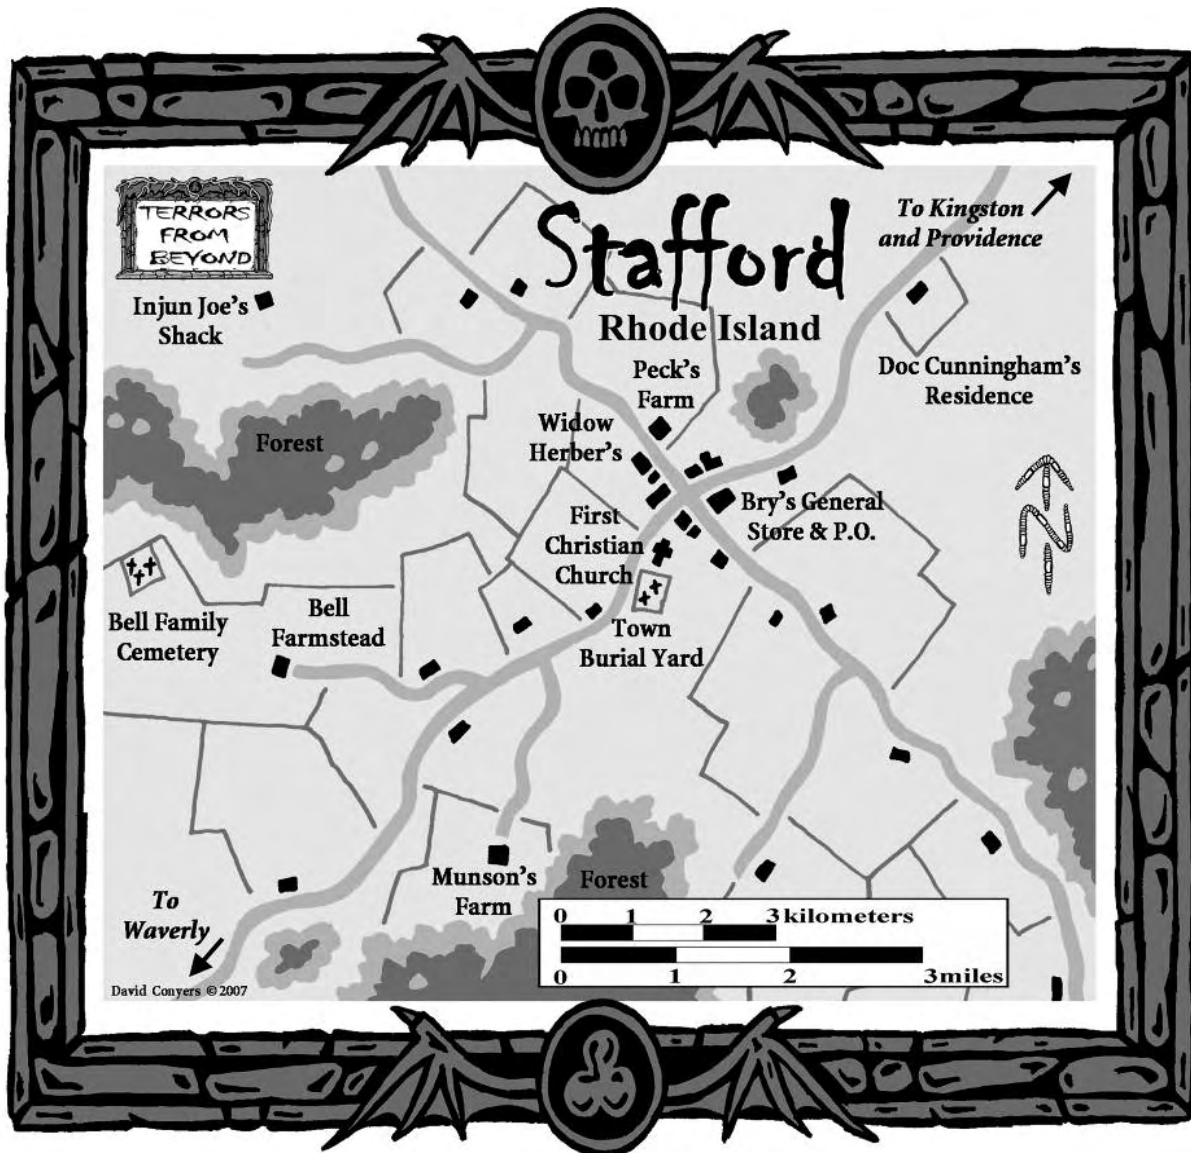 TERRORS
FROM
BEYOND
Stafford
Rhode Island
To Kingston
and Providence
Injun Joe's
Shack
Peck's
Farm
Doc Cunningham's
Residence
Widow
Herber's
Forest
Bry's General
Store & P.O.
First
Christian
Church
N
Bell Family
Cemetery
Bell
Farmstead
Town
Burial Yard
Munson's
Farm
Forest
To
Waverly
0 1 2 3 kilometers
0 1 2 3 miles
David Conyers © 2007